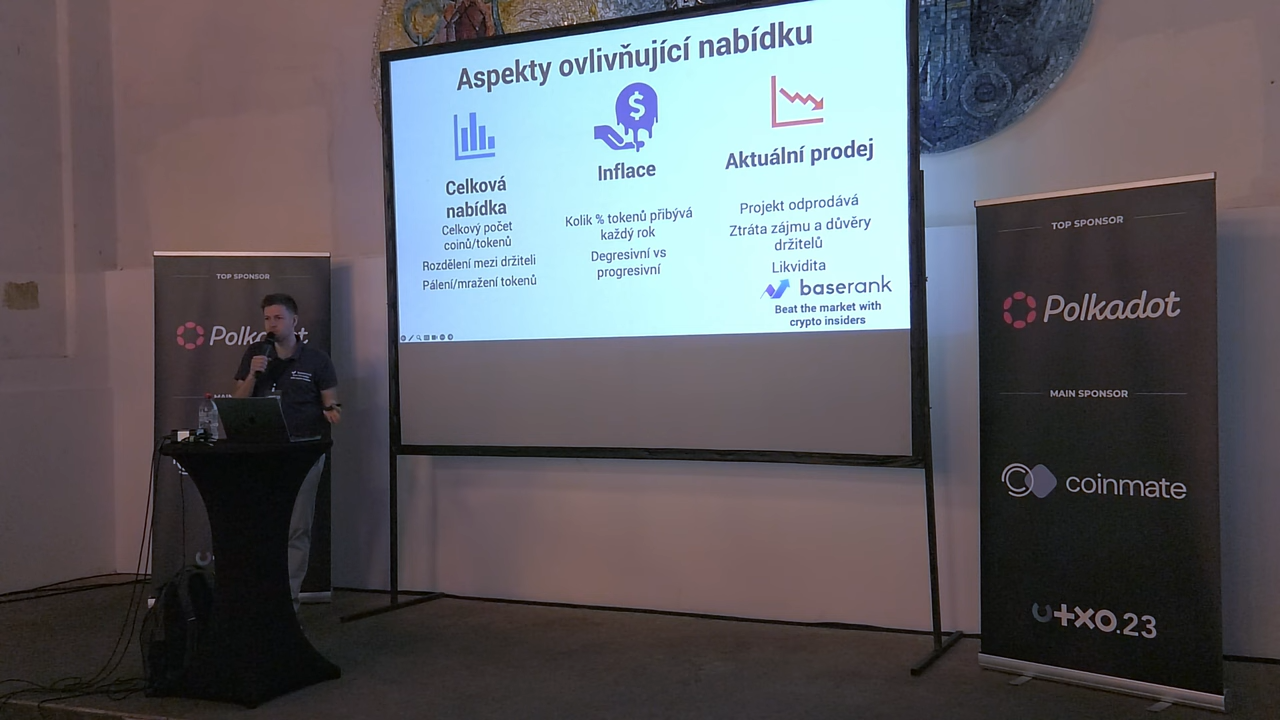 Aspekty ovlivňující nabídku
Celková
nabídka
Celkový počet
coinů/tokenů
Rozdělení mezi držiteli
Pálení/mražení tokenů
Inflace
Kolik % tokenů přibývá
každý rok
Degresivní vs
progresivní
Aktuální prodej
Projekt odprodává
Ztráta zájmu a důvěry
držitelů
Likvidita
baserank
Beat the market with
crypto insiders
TOP SPONSOR
Polkadot
TOP SPONSOR
Polkadot
MAIN SPONSOR
coinmate
utxo.23